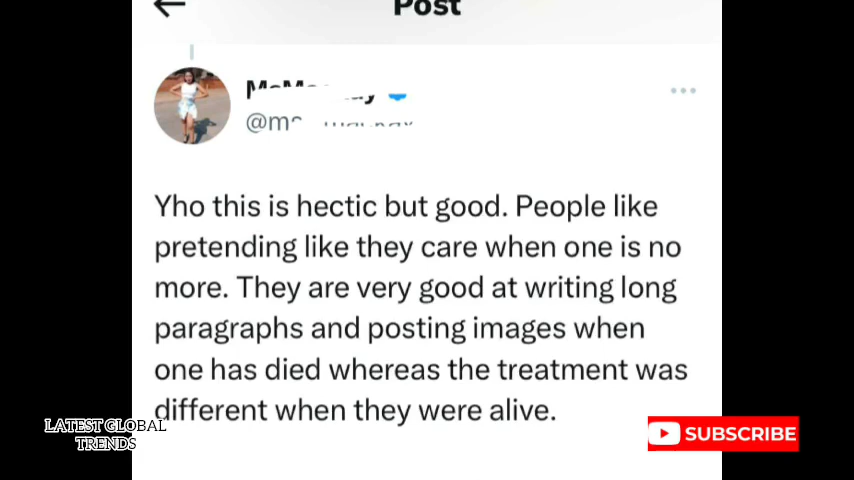 Post
Yho this is hectic but good. People like
pretending like they care when one is no
more. They are very good at writing long
paragraphs and posting images when
one has died whereas the treatment was
different when they were alive.
LATEST GLOBAL
TRENDS
SUBSCRIBE